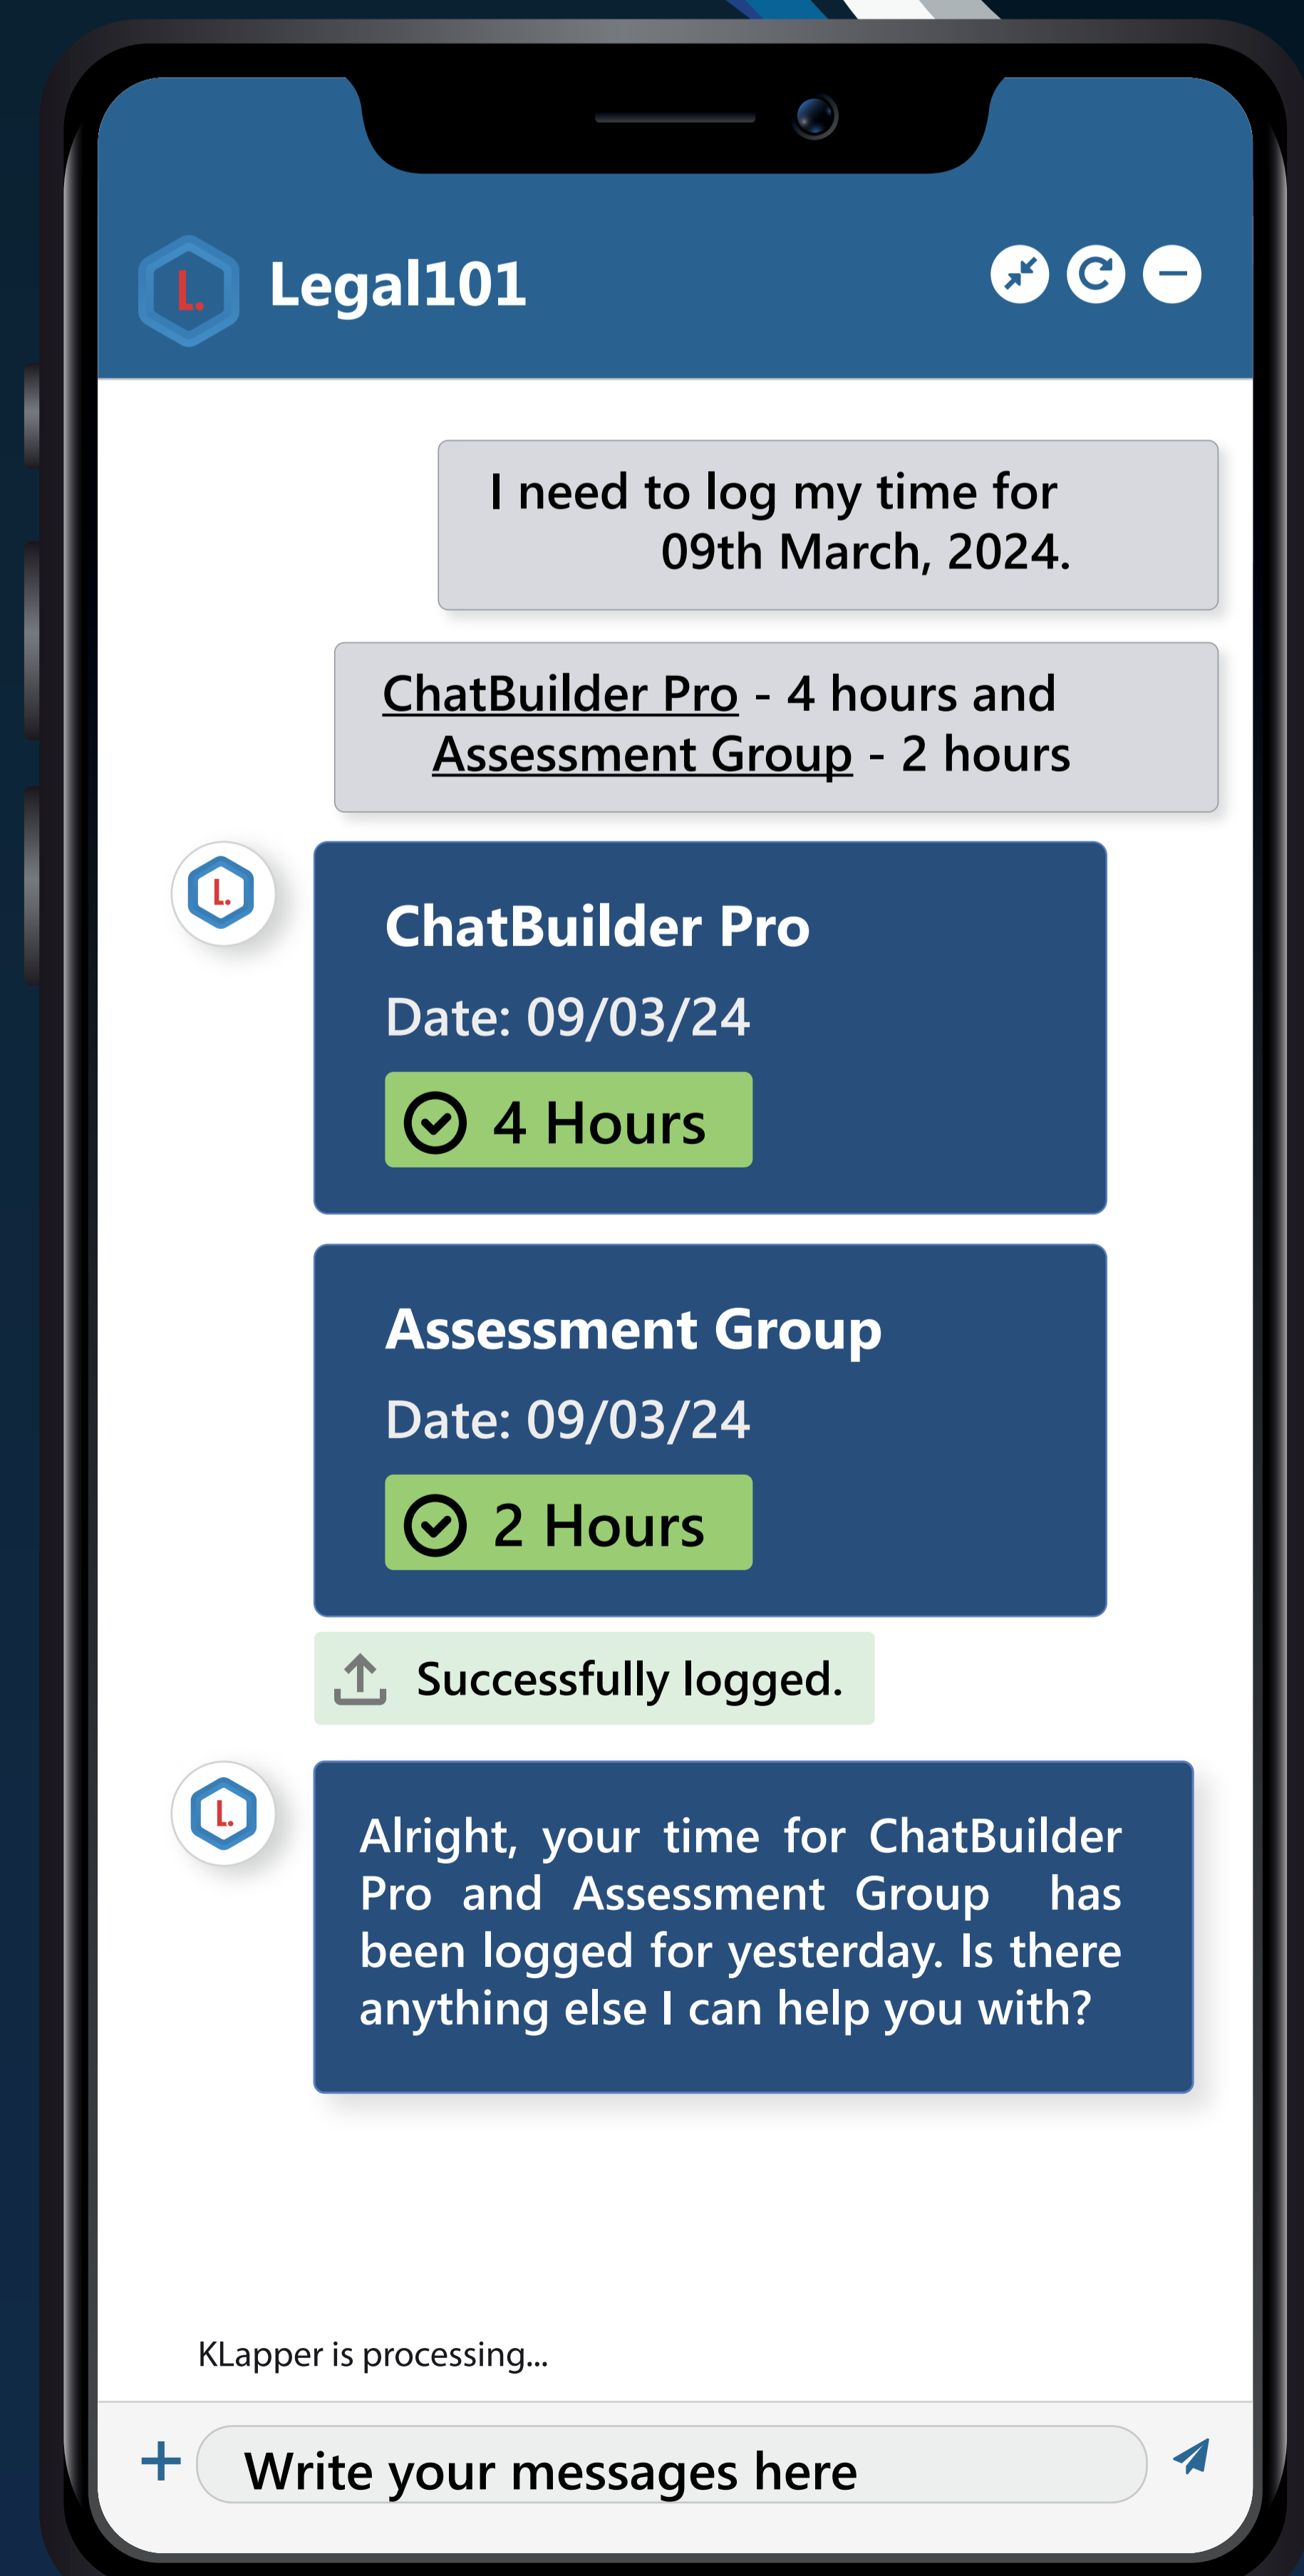 L.
Legal101
I need to log my time for
09th March, 2024.
ChatBuilder Pro - 4 hours and
Assessment Group - 2 hours
L.
ChatBuilder Pro
Date: 09/03/24
4 Hours
Assessment Group
Date: 09/03/24
2 Hours
Successfully logged.
L.
Alright, your time for ChatBuilder
Pro and Assessment Group has
been logged for yesterday. Is there
anything else I can help you with?
KLapper is processing...
Write your messages here